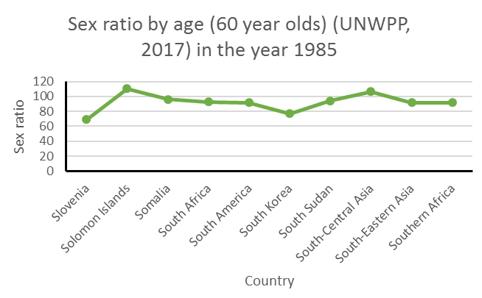 Sex ratio by age (60 year olds) (UNWPP,
2017) in the year 1985
120
100
80
60
40
20
0
Sex ratio
Slovenia
Solomon Islands
Somalia
South Africa
South America
South Korea
South Sudan
South-Central Asia
South-Eastern Asia
Southern Africa
Country